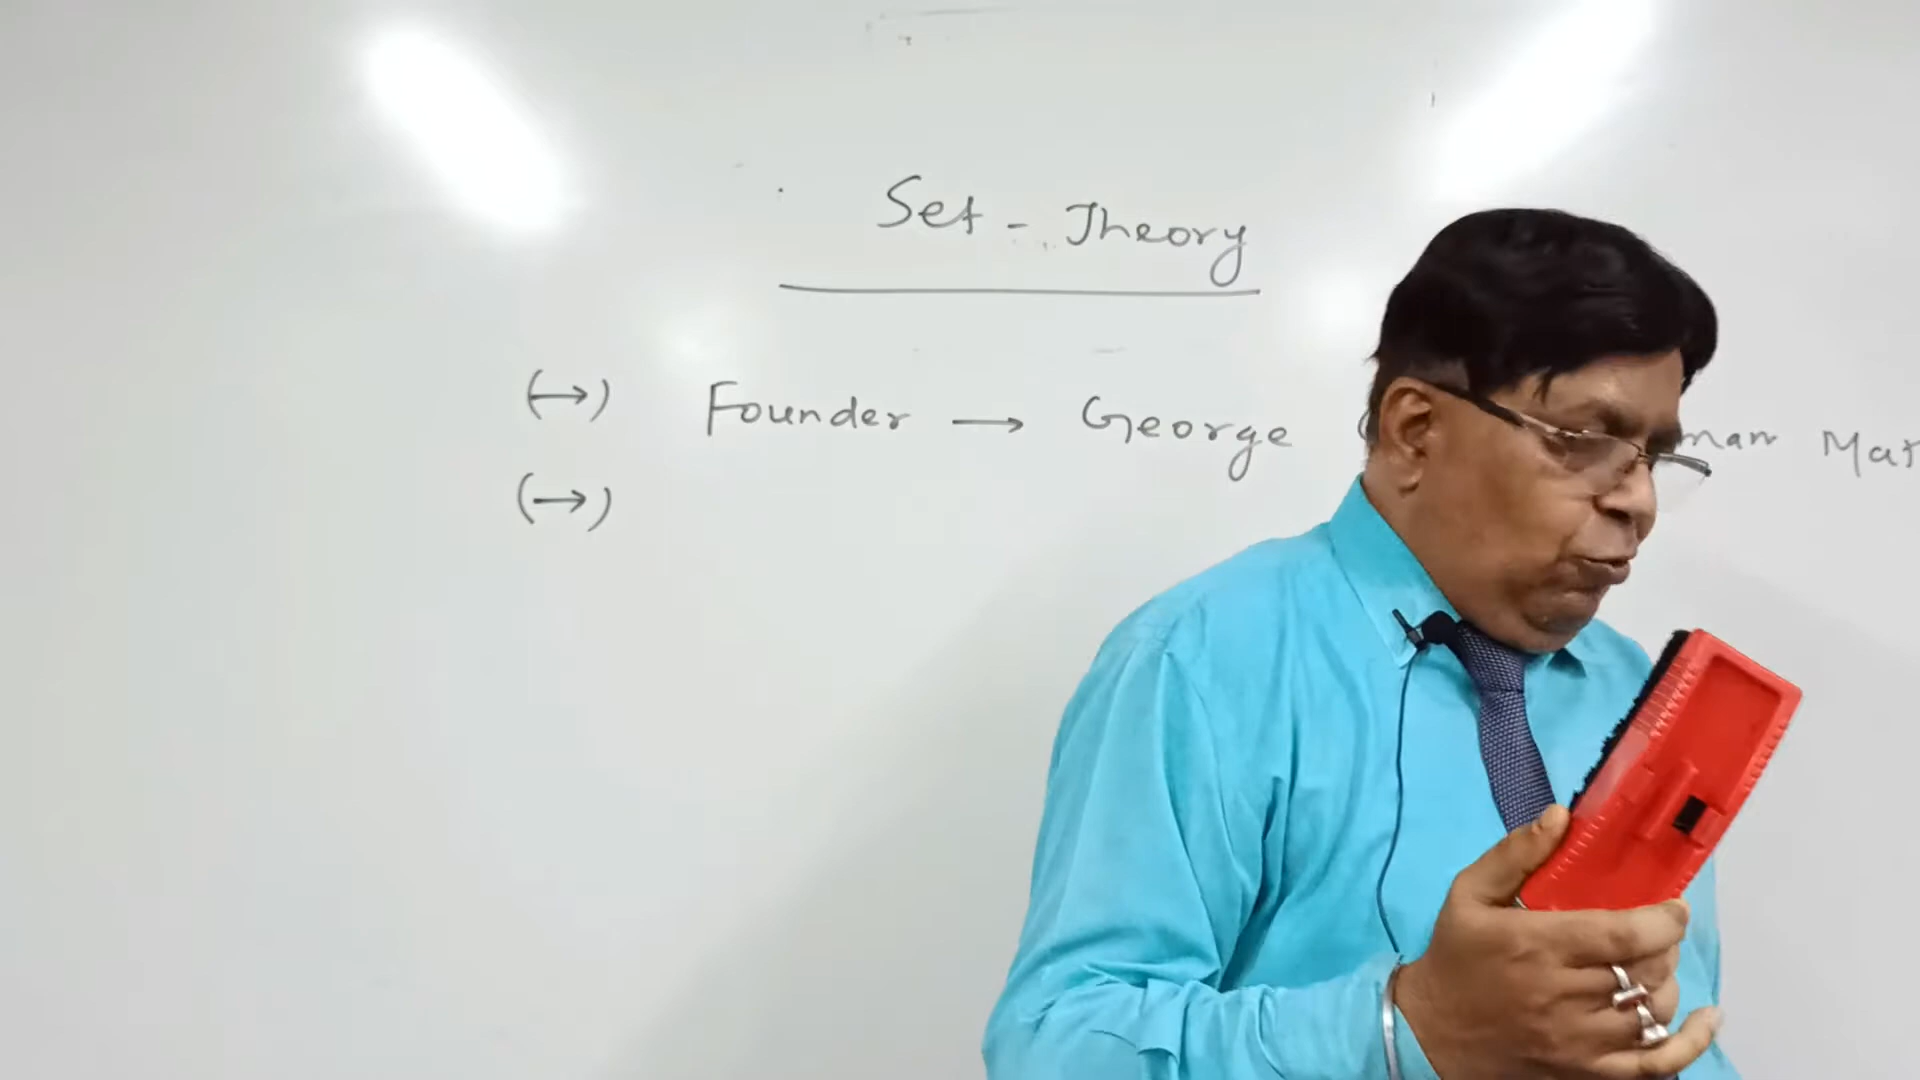 Set - Theory
(→) Founder → George
(→)